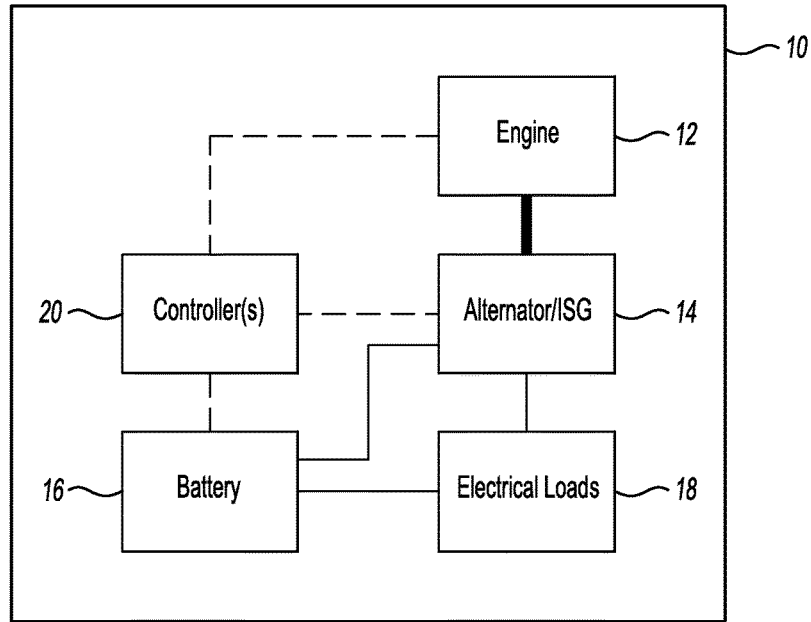 10
Engine
12
20
Controller(s)
Alternator/ISG
14
16
Battery
Electrical Loads
18